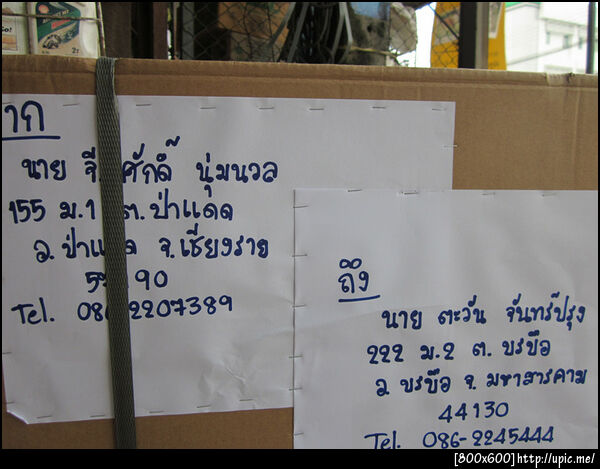 าก
นาย จี ศักดิ์ นุ่มนวล
155 ม.1 ต.ป่าแดด
อ.ป่าแดด จ.เชียงราย
57 90
Tel. 086 2207389
ถึง
นาย ตะวัน จันทร์ปรุง
222 ม.2 ต. บรบือ
อ. บรบือ จ. มหาสารคาม
44130
Tel. 086-2245444
[800x600]http://upic.me/